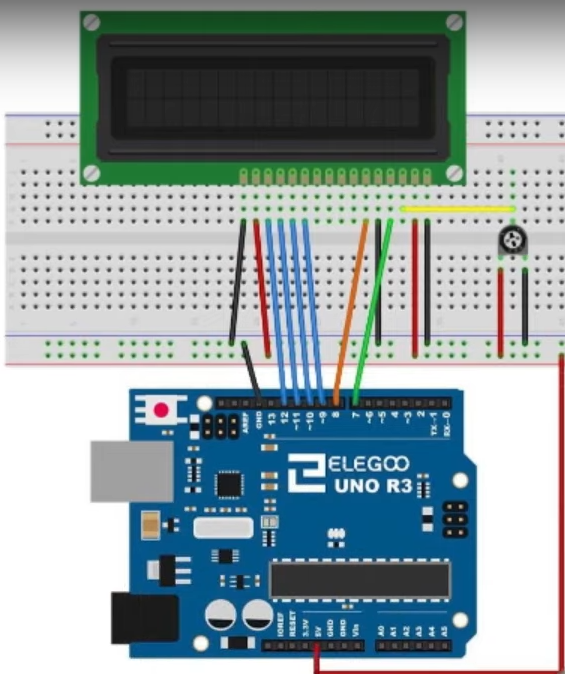 AREF
GND
13
12
~11
~10
~9
8
7
~6
~5
4
~3
2
TX→1
RX←0
ELEGOO
UNO R3
IOREF
RESET
3.3V
5V
GND
GND
Vin
A0
A1
A2
A3
A4
A5